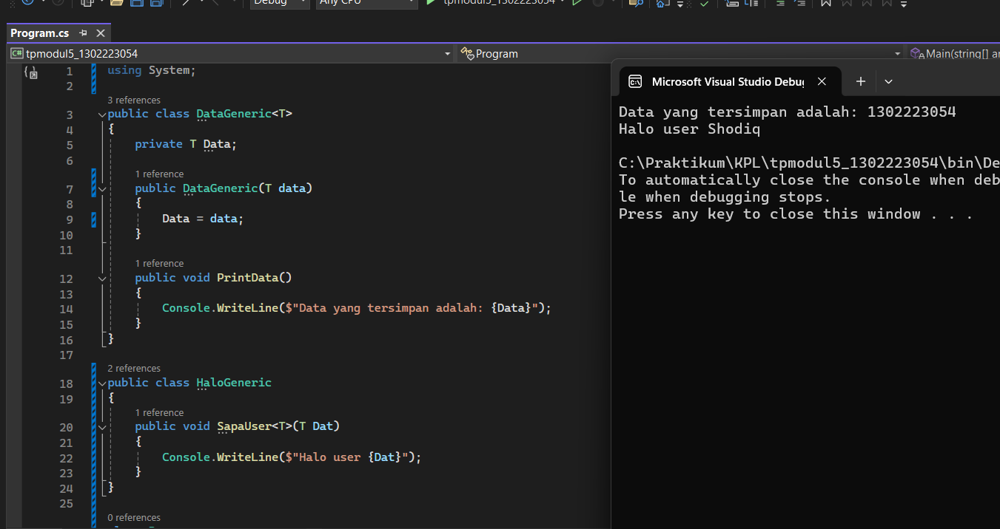 Debug
Any CPU
tpmodul5_1302223054
Program.cs
C# tpmodul5_1302223054
Program
Main(string[] ar
1 using System;
2
3 references
3 public class DataGeneric<T>
4 {
5 private T Data;
6
1 reference
7 public DataGeneric(T data)
8 {
9 Data = data;
10 }
11
1 reference
12 public void PrintData()
13 {
14 Console.WriteLine($"Data yang tersimpan adalah: {Data}");
15 }
16 }
17
2 references
18 public class HaloGeneric
19 {
1 reference
20 public void SapaUser<T>(T Dat)
21 {
22 Console.WriteLine($"Halo user {Dat}");
23 }
24 }
25
0 references
Microsoft Visual Studio Debug
Data yang tersimpan adalah: 1302223054
Halo user Shodiq
C:\Praktikum\KPL\tpmodul5_1302223054\bin\De
To automatically close the console when deb
le when debugging stops.
Press any key to close this window . . .